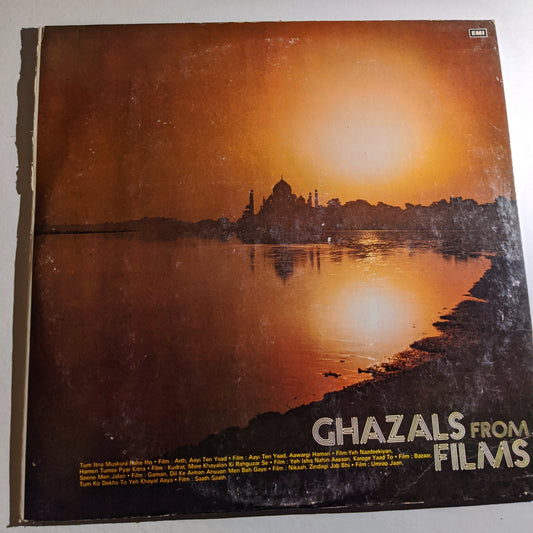 EMI
GHAZALS FROM
FILMS
Tum Itna Muskura Rahe Ho • Film : Arth, Aayi Teri Yaad • Film : Aayi Teri Yaad, Aawargi Hamari • Film Yeh Nazdeekiyan,
Hamen Tumse Pyar Kitna • Film : Kudrat, Mere Khayalon Ki Rahguzar Se • Film : Yeh Ishq Nahin Aasaan, Karoge Yaad To • Film : Bazaar,
Seene Men Jalan • Film : Gaman, Dil Ke Arman Ansuon Men Bah Gaye • Film : Nikaah, Zindagi Jab Bhi • Film : Umrao Jaan,
Tum Ko Dekha To Yeh Khayal Aaya • Film : Saath Saath